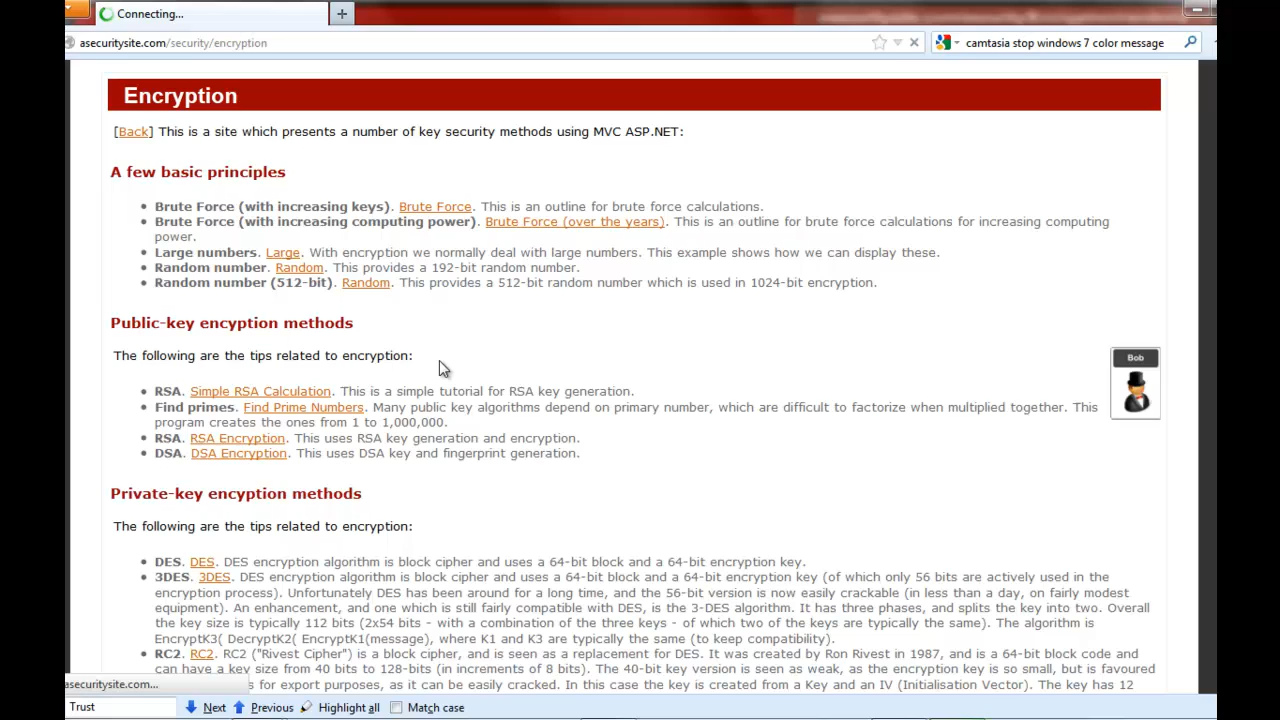 Connecting...
asecuritysite.com/security/encryption
camtasia stop windows 7 color message
Encryption
[Back] This is a site which presents a number of key security methods using MVC ASP.NET:
A few basic principles
Brute Force (with increasing keys). Brute Force. This is an outline for brute force calculations.
Brute Force (with increasing computing power). Brute Force (over the years). This is an outline for brute force calculations for increasing computing
power.
Large numbers. Large. With encryption we normally deal with large numbers. This example shows how we can display these.
Random number. Random. This provides a 192-bit random number.
Random number (512-bit). Random. This provides a 512-bit random number which is used in 1024-bit encryption.
Public-key encyption methods
The following are the tips related to encryption:
Bob
RSA. Simple RSA Calculation. This is a simple tutorial for RSA key generation.
Find primes. Find Prime Numbers. Many public key algorithms depend on primary number, which are difficult to factorize when multiplied together. This
program creates the ones from 1 to 1,000,000.
RSA. RSA Encryption. This uses RSA key generation and encryption.
DSA. DSA Encryption. This uses DSA key and fingerprint generation.
Private-key encyption methods
The following are the tips related to encryption:
DES. DES. DES encryption algorithm is block cipher and uses a 64-bit block and a 64-bit encryption key.
3DES. 3DES. DES encryption algorithm is block cipher and uses a 64-bit block and a 64-bit encryption key (of which only 56 bits are actively used in the
encryption process). Unfortunately DES has been around for a long time, and the 56-bit version is now easily crackable (in less than a day, on fairly modest
equipment). An enhancement, and one which is still fairly compatible with DES, is the 3-DES algorithm. It has three phases, and splits the key into two. Overall
the key size is typically 112 bits (2x54 bits - with a combination of the three keys - of which two of the keys are typically the same). The algorithm is
EncryptK3( DecryptK2( EncryptK1(message), where K1 and K3 are typically the same (to keep compatibility).
RC2. RC2. RC2 ("Rivest Cipher") is a block cipher, and is seen as a replacement for DES. It was created by Ron Rivest in 1987, and is a 64-bit block code and
can have a key size from 40 bits to 128-bits (in increments of 8 bits). The 40-bit key version is seen as weak, as the encryption key is so small, but is favoured
asecuritysite.com...
s for export purposes, as it can be easily cracked. In this case the key is created from a Key and an IV (Initialisation Vector). The key has 12
Trust
Next
Previous
Highlight all
Match case